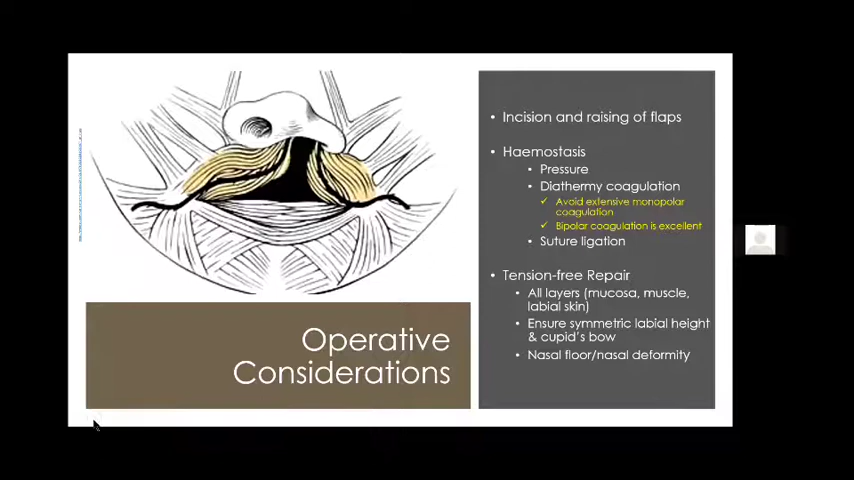 Operative
Considerations
Incision and raising of flaps
Haemostasis
Pressure
Diathermy coagulation
Avoid extensive monopolar
coagulation
Bipolar coagulation is excellent
Suture ligation
Tension-free Repair
All layers (mucosa, muscle,
labial skin)
Ensure symmetric labial height
& cupid's bow
Nasal floor/nasal deformity